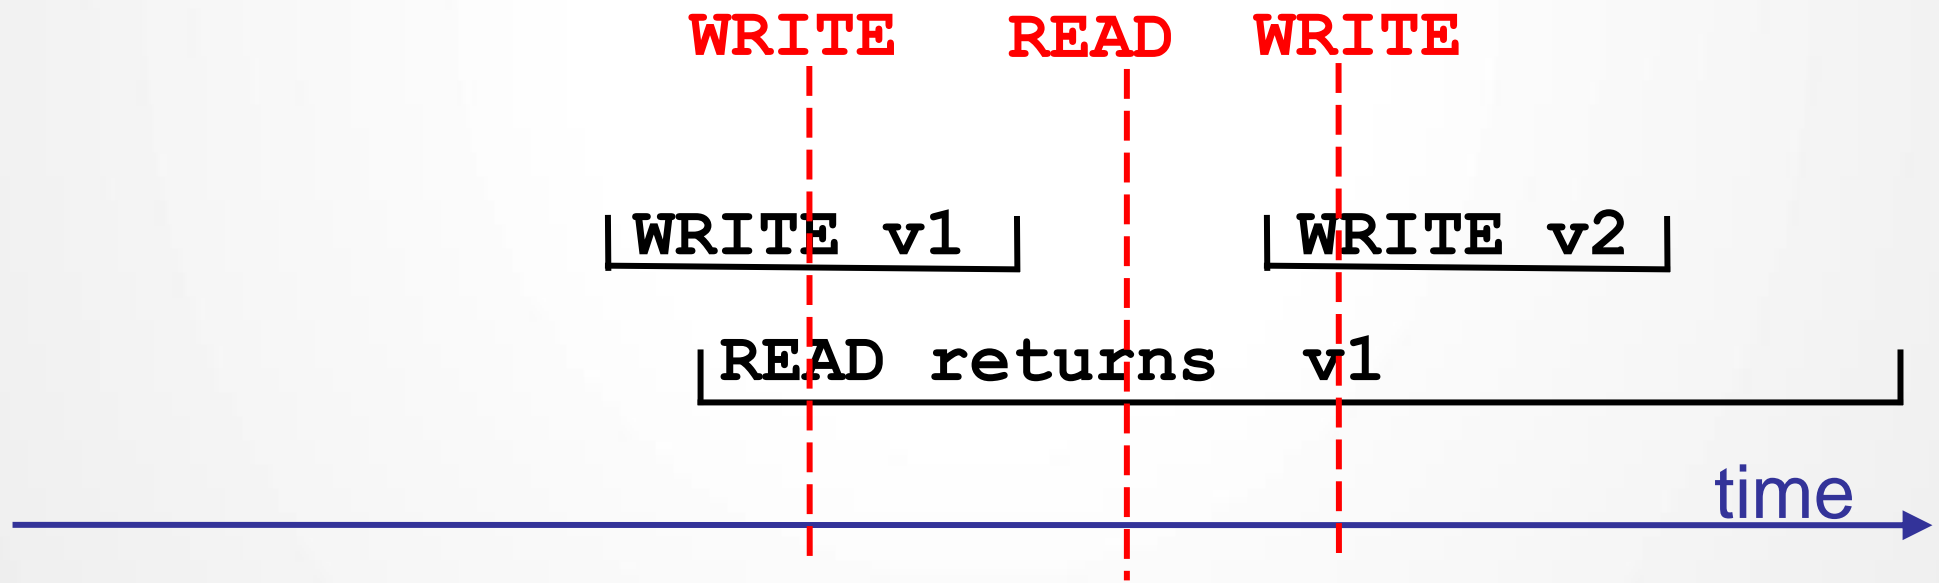 WRITE READ WRITE
WRITE v1 WRITE v2
READ returns v1
time